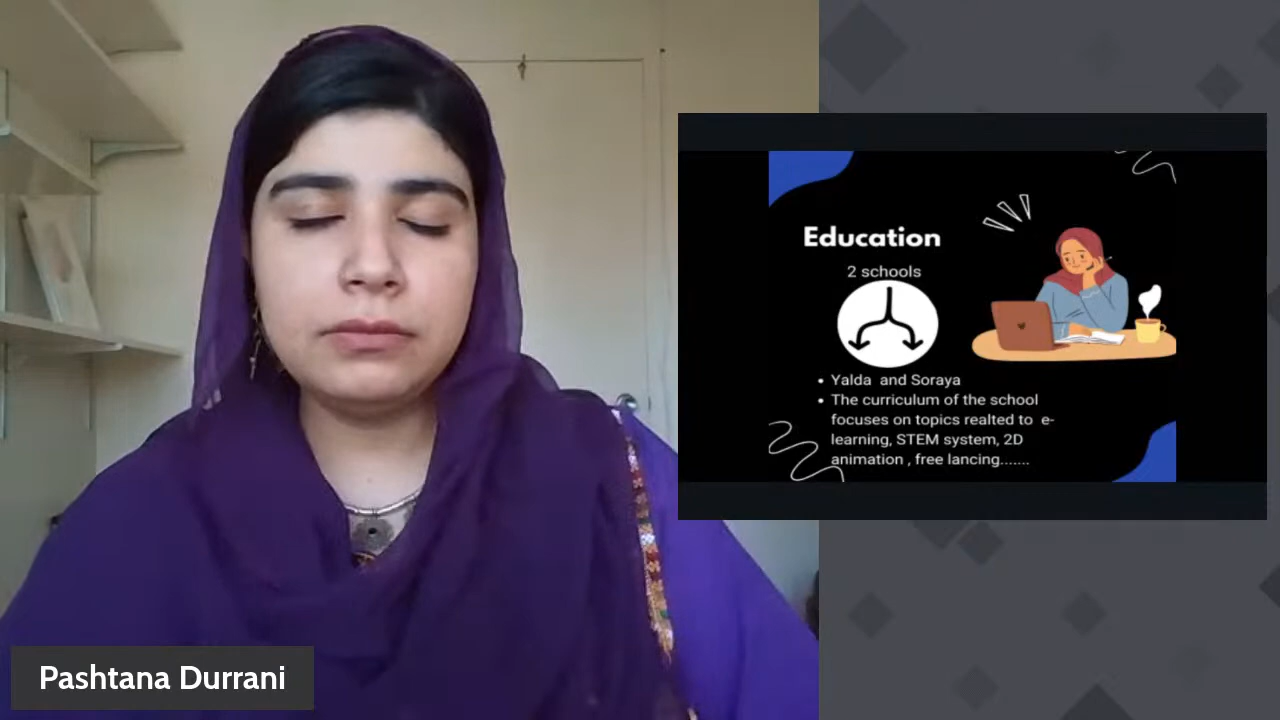 Education
2 schools
• Yalda and Soraya
• The curriculum of the school
focuses on topics realted to e-
learning, STEM system, 2D
animation , free lancing.......
Pashtana Durrani